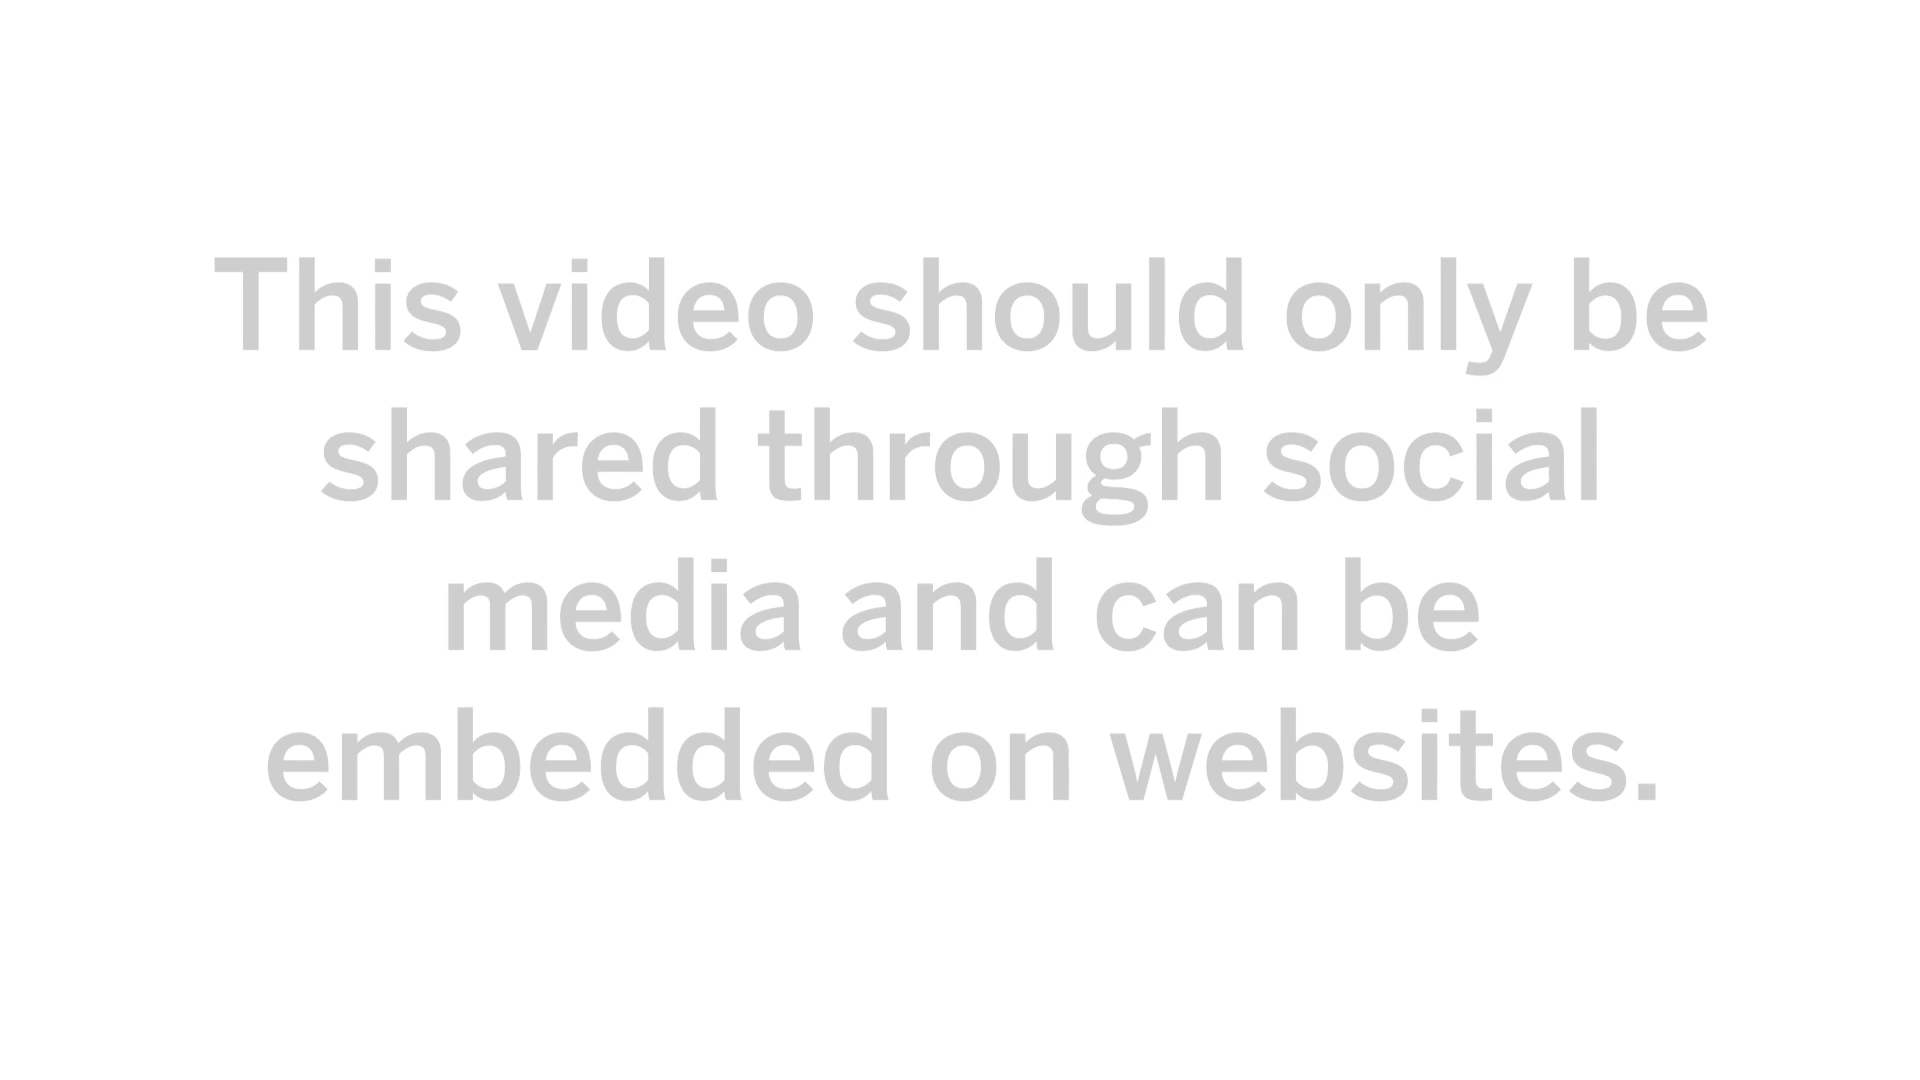 This video should only be
shared through social
media and can be
embedded on websites.